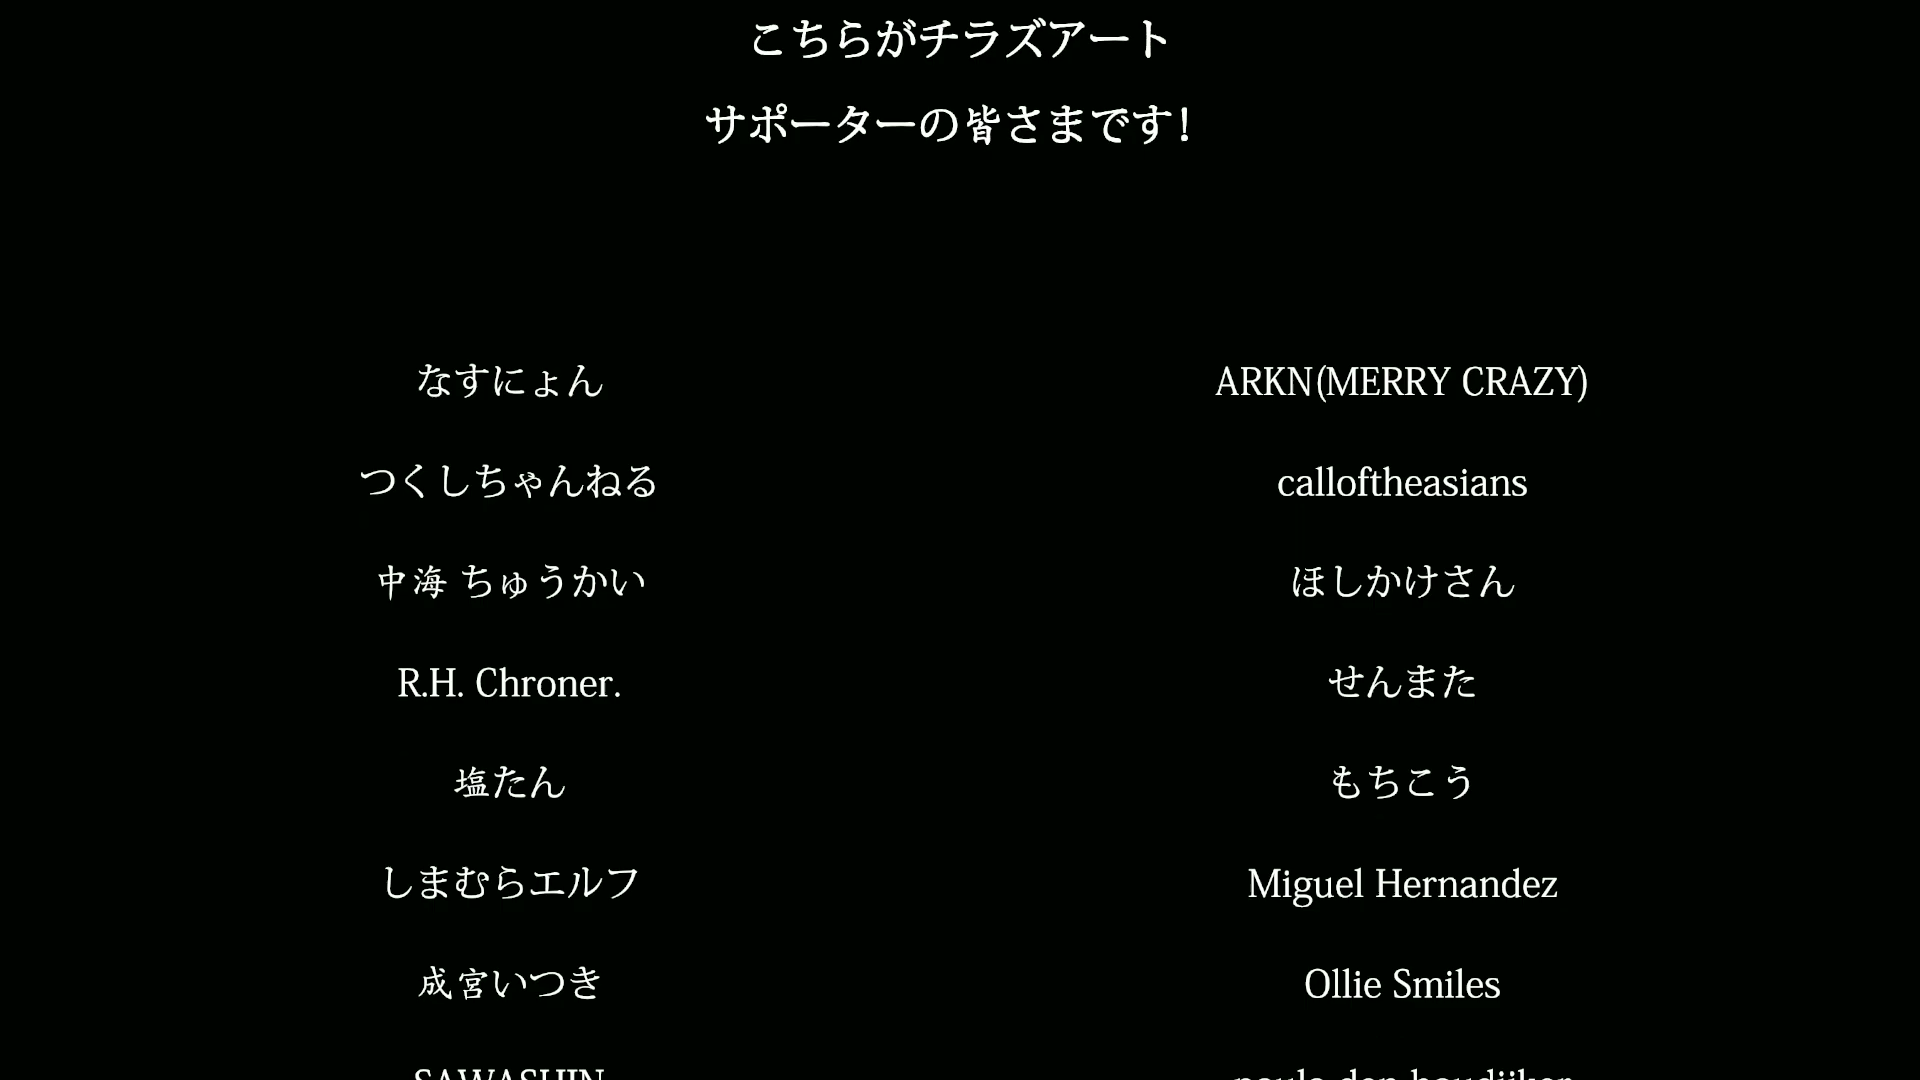 こちらがチラズアート
サポーターの皆さまです!
なすにょん
ARKN(MERRY CRAZY)
つくしちゃんねる
calloftheasians
中海 ちゅうかい
ほしかけさん
R.H. Chroner.
せんまた
塩たん
もちこう
しまむらエルフ
Miguel Hernandez
成宮いつき
Ollie Smiles
SAWASHIN